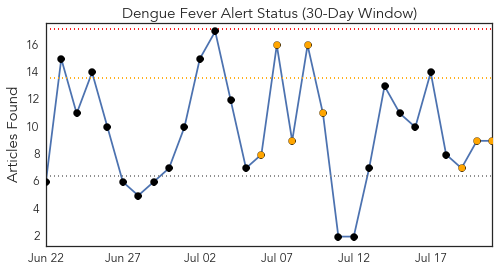 Dengue Fever Alert Status (30-Day Window)
Articles Found
16
14
12
10
8
6
4
2
Jun 22 Jun 27 Jul 02 Jul 07 Jul 12 Jul 17